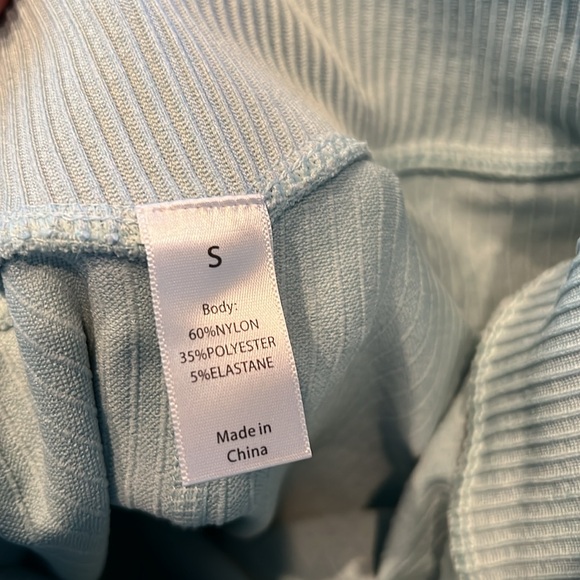 S
Body:
60%NYLON
35%POLYESTER
5%ELASTANE
Made in
China